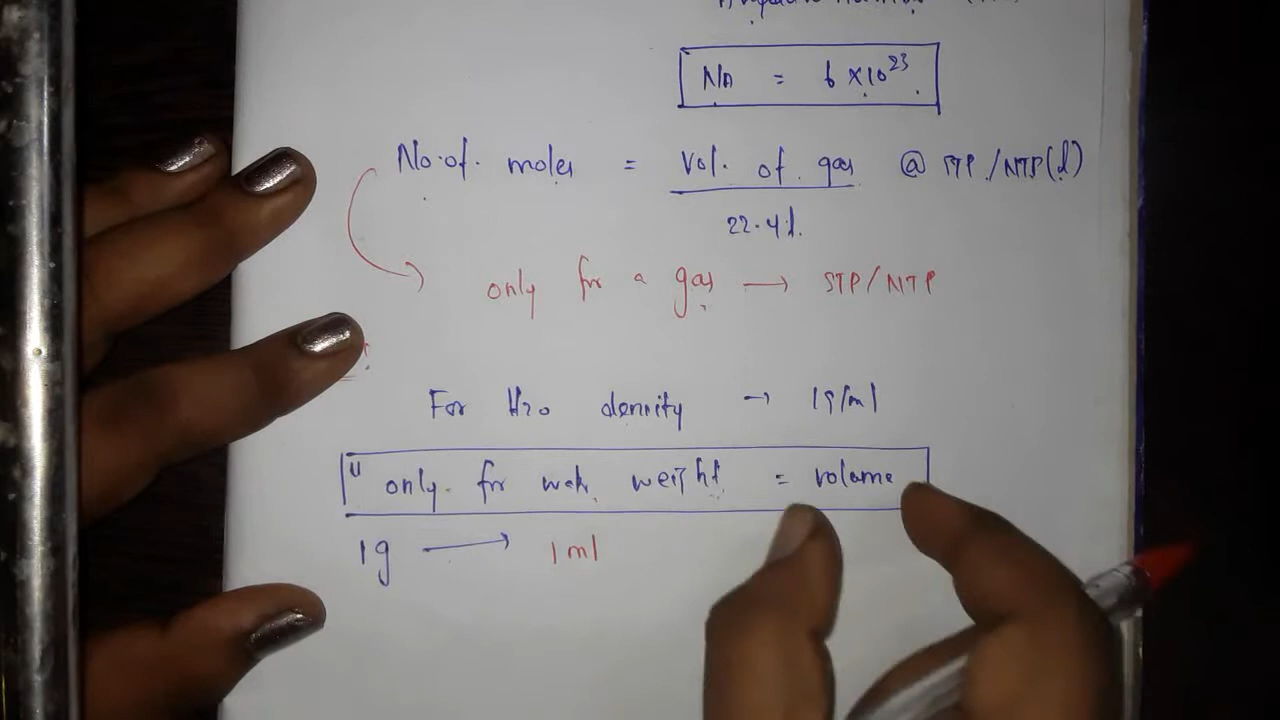 NA = 6 × 10^23
No. of. moles = Vol. of gas @ STP / NTP (l)
22.4 l.
only for a gas → STP / NTP
For H2O density → 1g/ml
" only for weight = volume
1g → 1ml